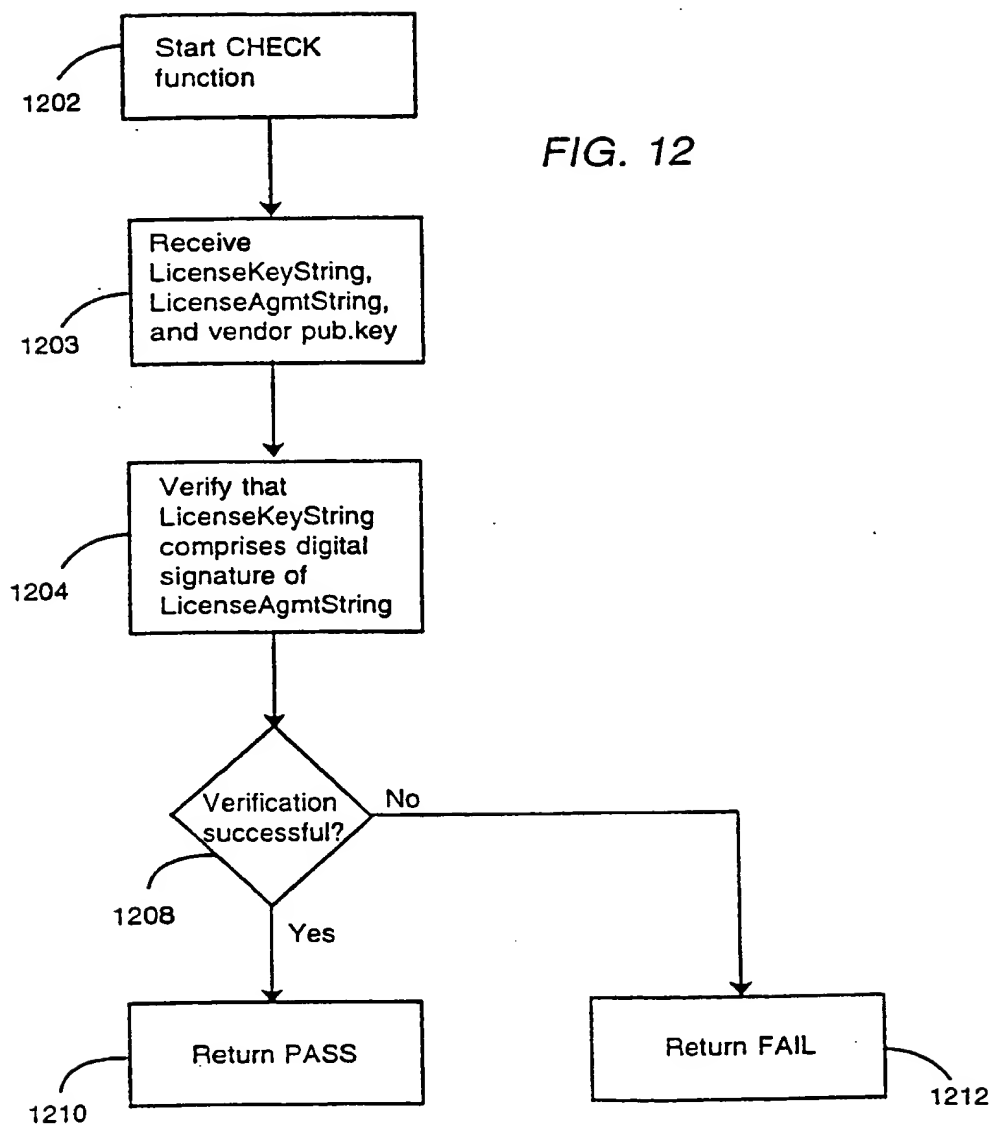 Start CHECK
function
1202
FIG. 12
Receive
LicenseKeyString,
LicenseAgmtString,
and vendor pub.key
1203
Verify that
LicenseKeyString
comprises digital
signature of
LicenseAgmtString
1204
Verification
successful?
No
1208
Yes
Return PASS
Return FAIL
1210
1212